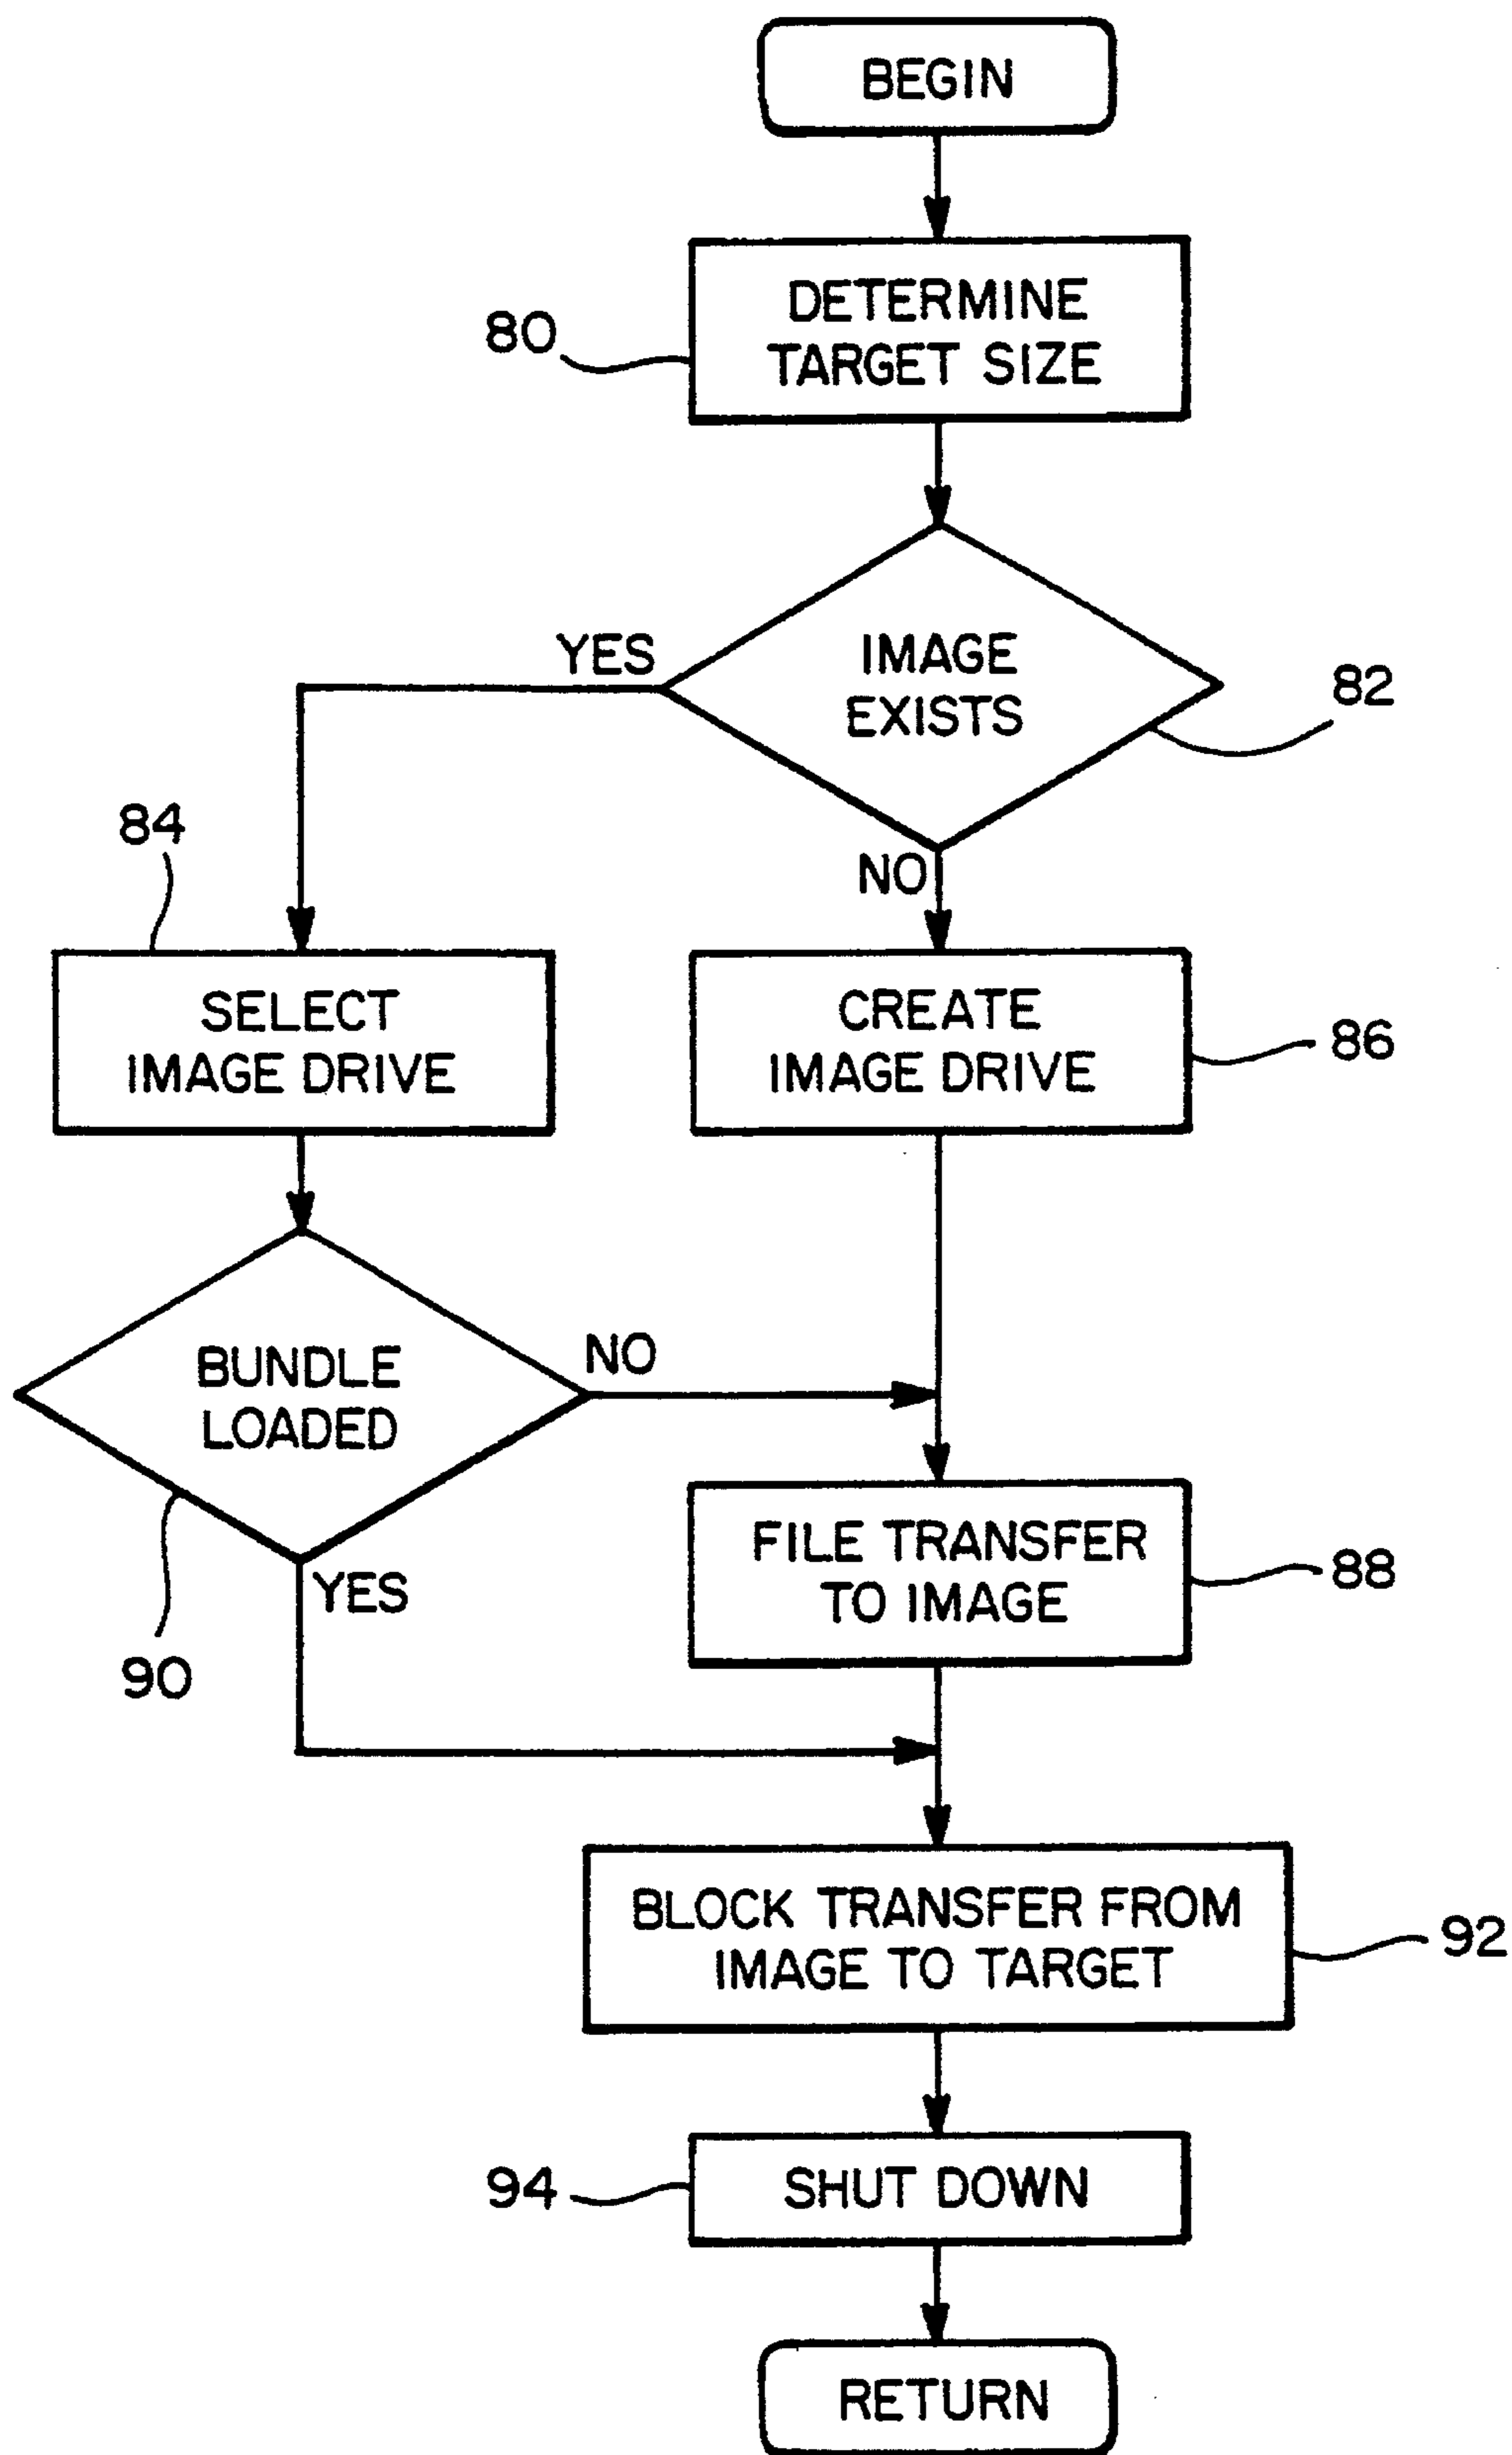 BEGIN
DETERMINE
TARGET SIZE
80
IMAGE
EXISTS
82
YES
NO
84
SELECT
IMAGE DRIVE
CREATE
IMAGE DRIVE
86
BUNDLE
LOADED
NO
YES
90
FILE TRANSFER
TO IMAGE
88
BLOCK TRANSFER FROM
IMAGE TO TARGET
92
94
SHUT DOWN
RETURN